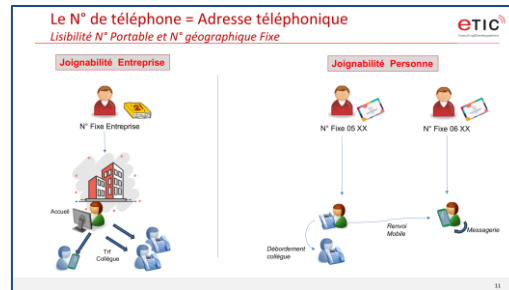 Le N° de téléphone = Adresse téléphonique
Lisibilité N° Portable et N° géographique Fixe
eTIC
Joignabilité Entreprise
N° Fixe Entreprise
Accueil
Trf
Collègue
Joignabilité Personne
N° Fixe 05 XX
N° Fixe 06 XX
Renvoi
Mobile
Messagerie
Débordement
collègue
11